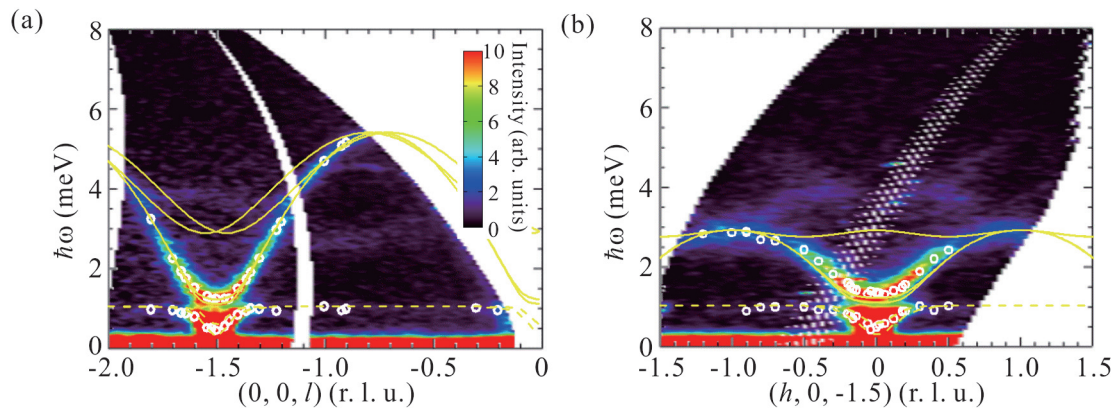 (a)
8
6
4
2
0
ħω (meV)
-2.0 -1.5 -1.0 -0.5 0
(0, 0, l) (r. l. u.)
10
8
6
4
2
0
Intensity (arb. units)
(b)
8
6
4
2
0
ħω (meV)
-1.5 -1.0 -0.5 0 0.5 1.0 1.5
(h, 0, -1.5) (r. l. u.)